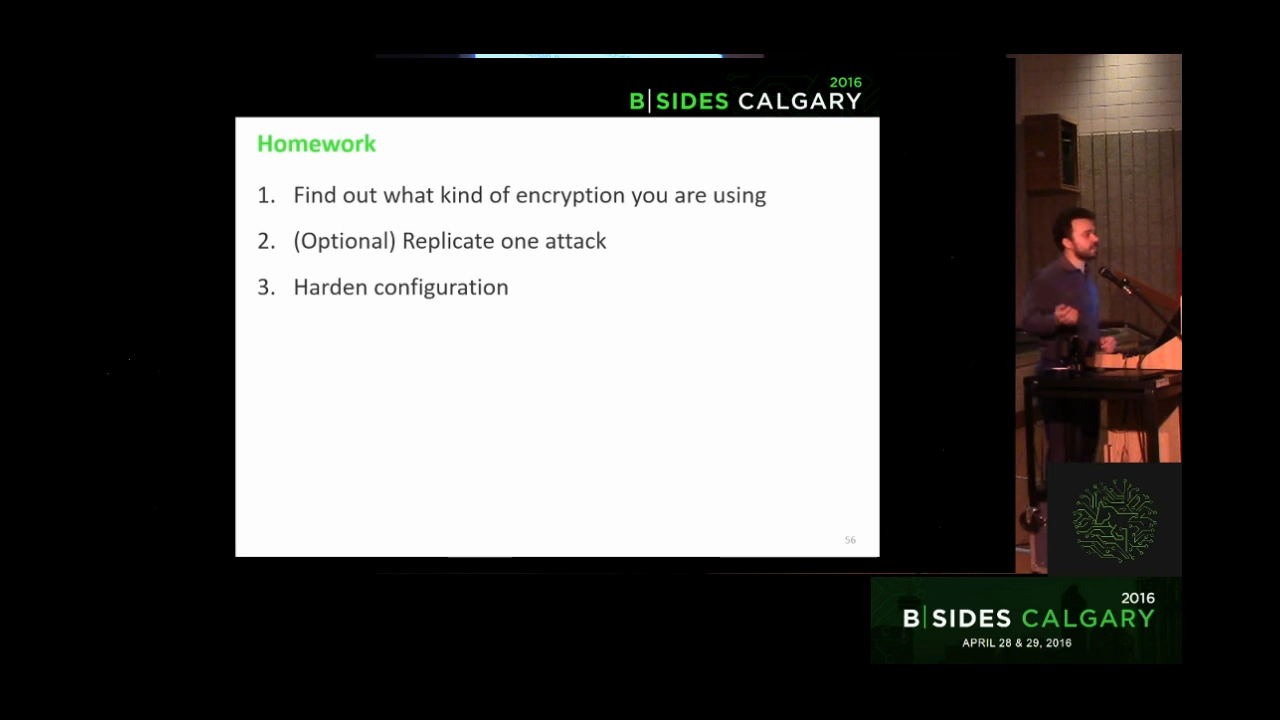 2016
B|SIDES CALGARY
Homework
1. Find out what kind of encryption you are using
2. (Optional) Replicate one attack
3. Harden configuration
56
2016
B|SIDES CALGARY
APRIL 28 & 29, 2016